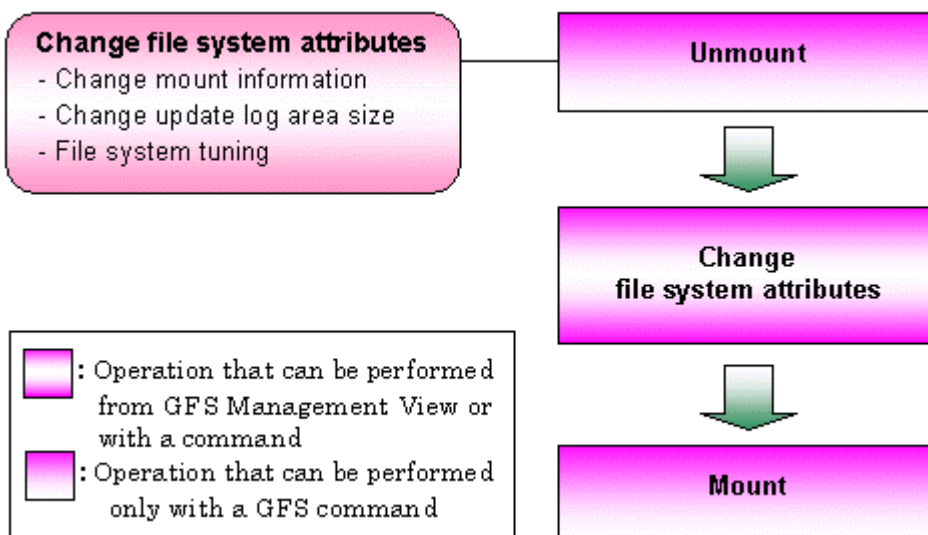 Change file system attributes
- Change mount information
- Change update log area size
- File system tuning
Unmount
Change
file system attributes
Mount
: Operation that can be performed
from GFS Management View or
with a command
: Operation that can be performed
only with a GFS command